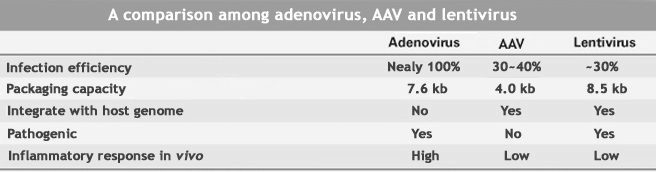 A comparison among adenovirus, AAV and lentivirus
Adenovirus AAV Lentivirus
Infection efficiency Nealy 100% 30~40% ~30%
Packaging capacity 7.6 kb 4.0 kb 8.5 kb
Integrate with host genome No Yes Yes
Pathogenic Yes No Yes
Inflammatory response in vivo High Low Low